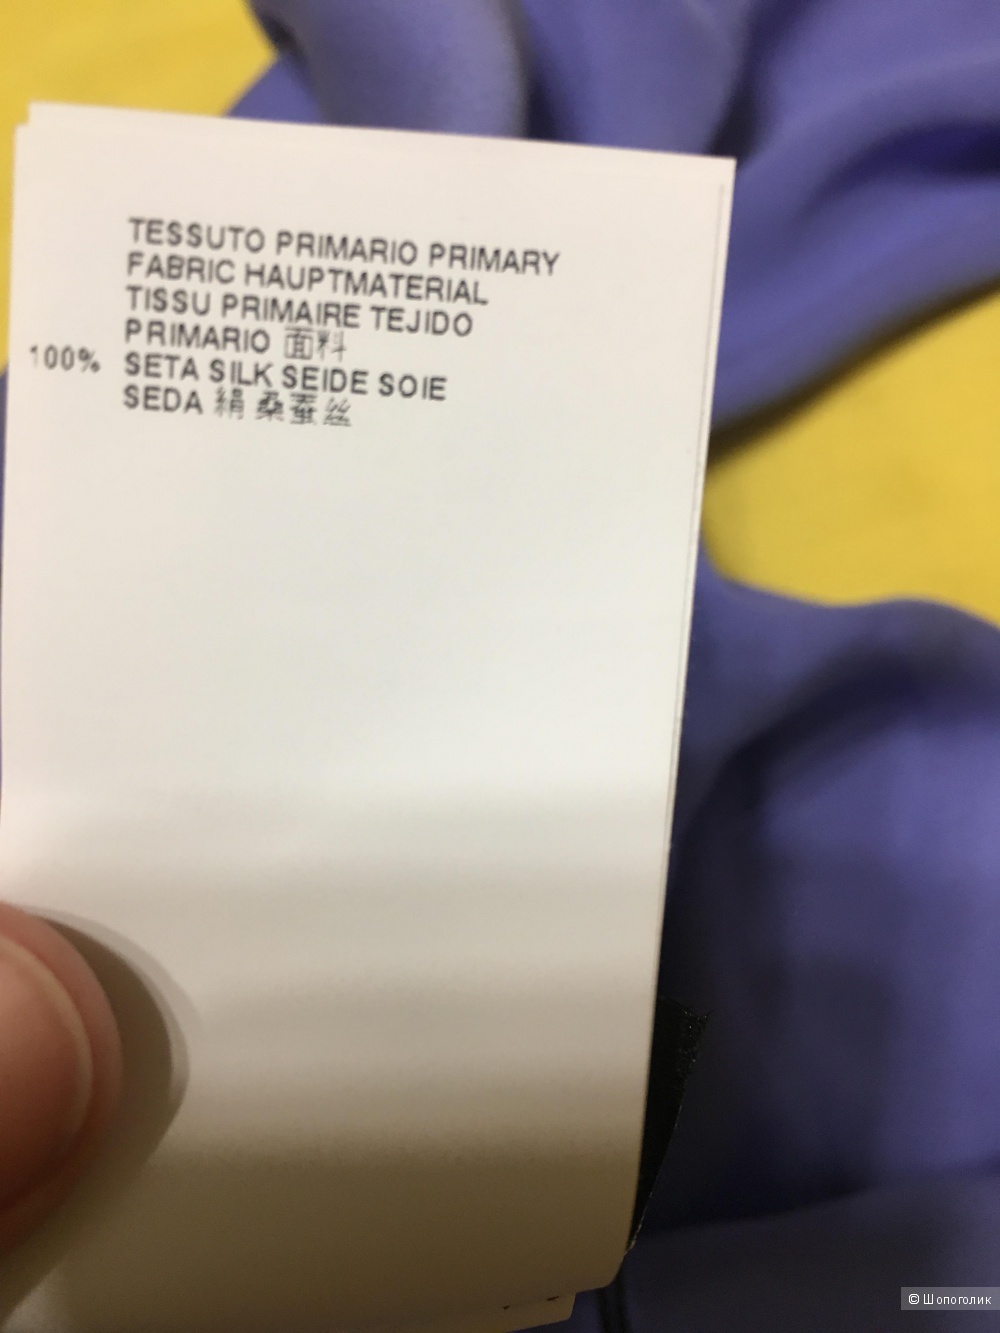 TESSUTO PRIMARIO PRIMARY
FABRIC HAUPTMATERIAL
TISSU PRIMAIRE TEJIDO
PRIMARIO 面料
100% SETA SILK SEIDE SOIE
SEDA 絹 桑蚕丝
© Шопоголик